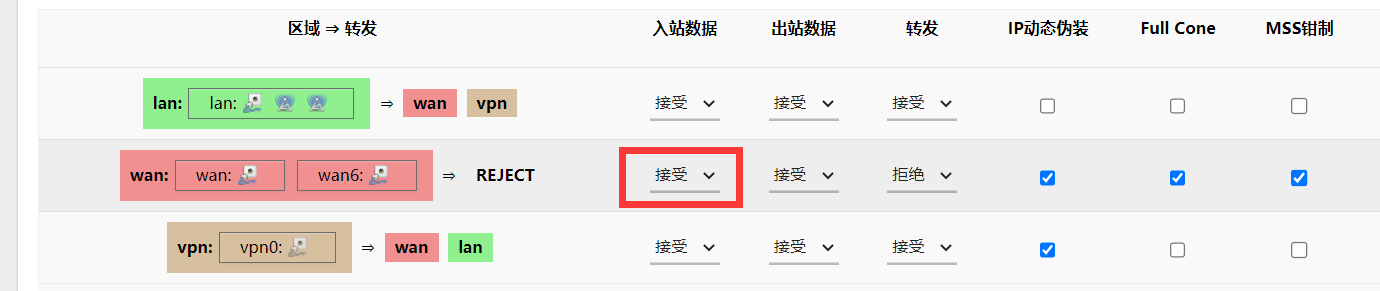 区域 ⇒ 转发 入站数据 出站数据 转发 IP动态伪装 Full Cone MSS钳制
lan: lan: ⇒ wan vpn 接受 接受 接受
wan: wan: wan6: ⇒ REJECT 接受 接受 拒绝
vpn: vpn0: ⇒ wan lan 接受 接受 接受